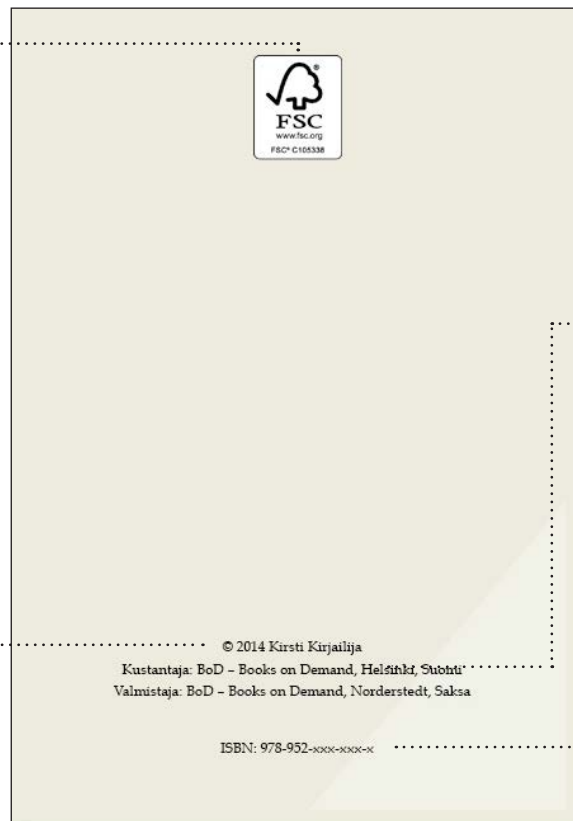 FSC
www.fsc.org
FSC® C105338
© 2014 Kirsti Kirjailija
Kustantaja: BoD – Books on Demand, Helsinki, Suomi
Valmistaja: BoD – Books on Demand, Norderstedt, Saksa
ISBN: 978-952-xxx-xxx-x